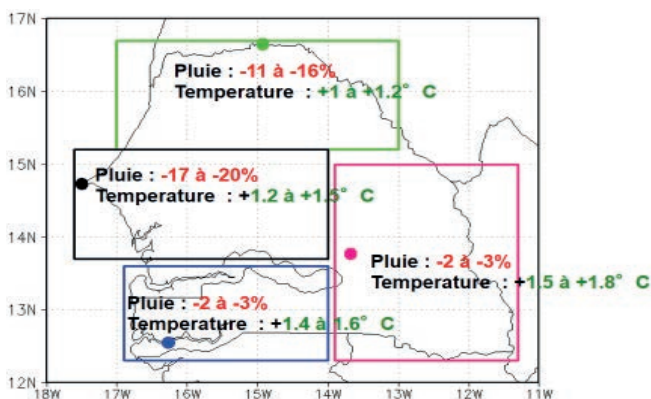 17N
16N
15N
14N
13N
12N
Pluie : -11 à -16%
Temperature : +1 à +1.2° C
Pluie : -17 à -20%
Temperature : +1.2 à +1.5° C
Pluie : -2 à -3%
Temperature : +1.5 à +1.8° C
Pluie : -2 à -3%
Temperature : +1.4 à 1.6° C
18W 17W 16W 15W 14W 13W 12W 11W